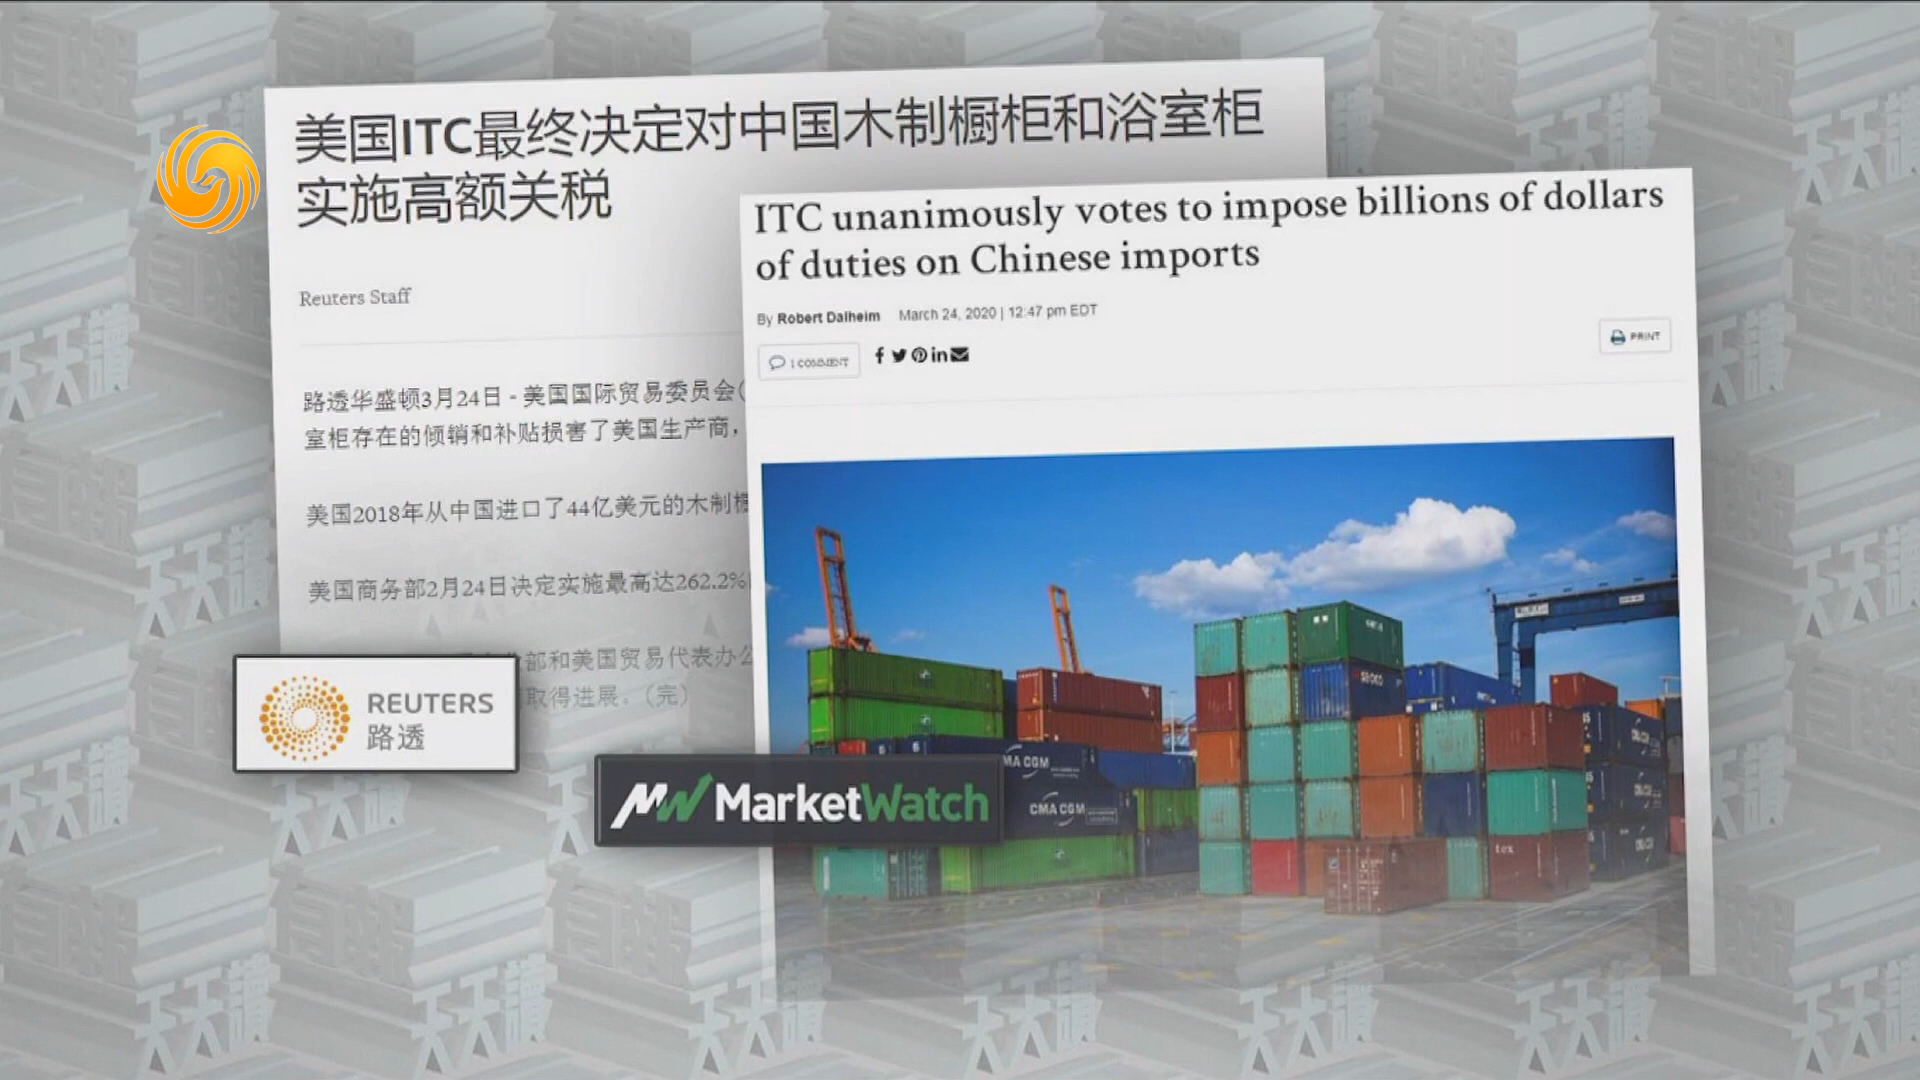 美国ITC最终决定对中国木制橱柜和浴室柜
实施高额关税
Reuters Staff
路透华盛顿3月24日 - 美国国际贸易委员会(
室柜存在的倾销和补贴损害了美国生产商，
美国2018年从中国进口了44亿美元的木制橱
美国商务部2月24日决定实施最高达262.2%
部和美国贸易代表办公
取得进展。（完）
REUTERS
路透
ITC unanimously votes to impose billions of dollars
of duties on Chinese imports
By Robert Dalheim March 24, 2020 | 12:47 pm EDT
1 COMMENT
PRINT
MarketWatch
MA CGM
CMA CGM
tex
天天讀